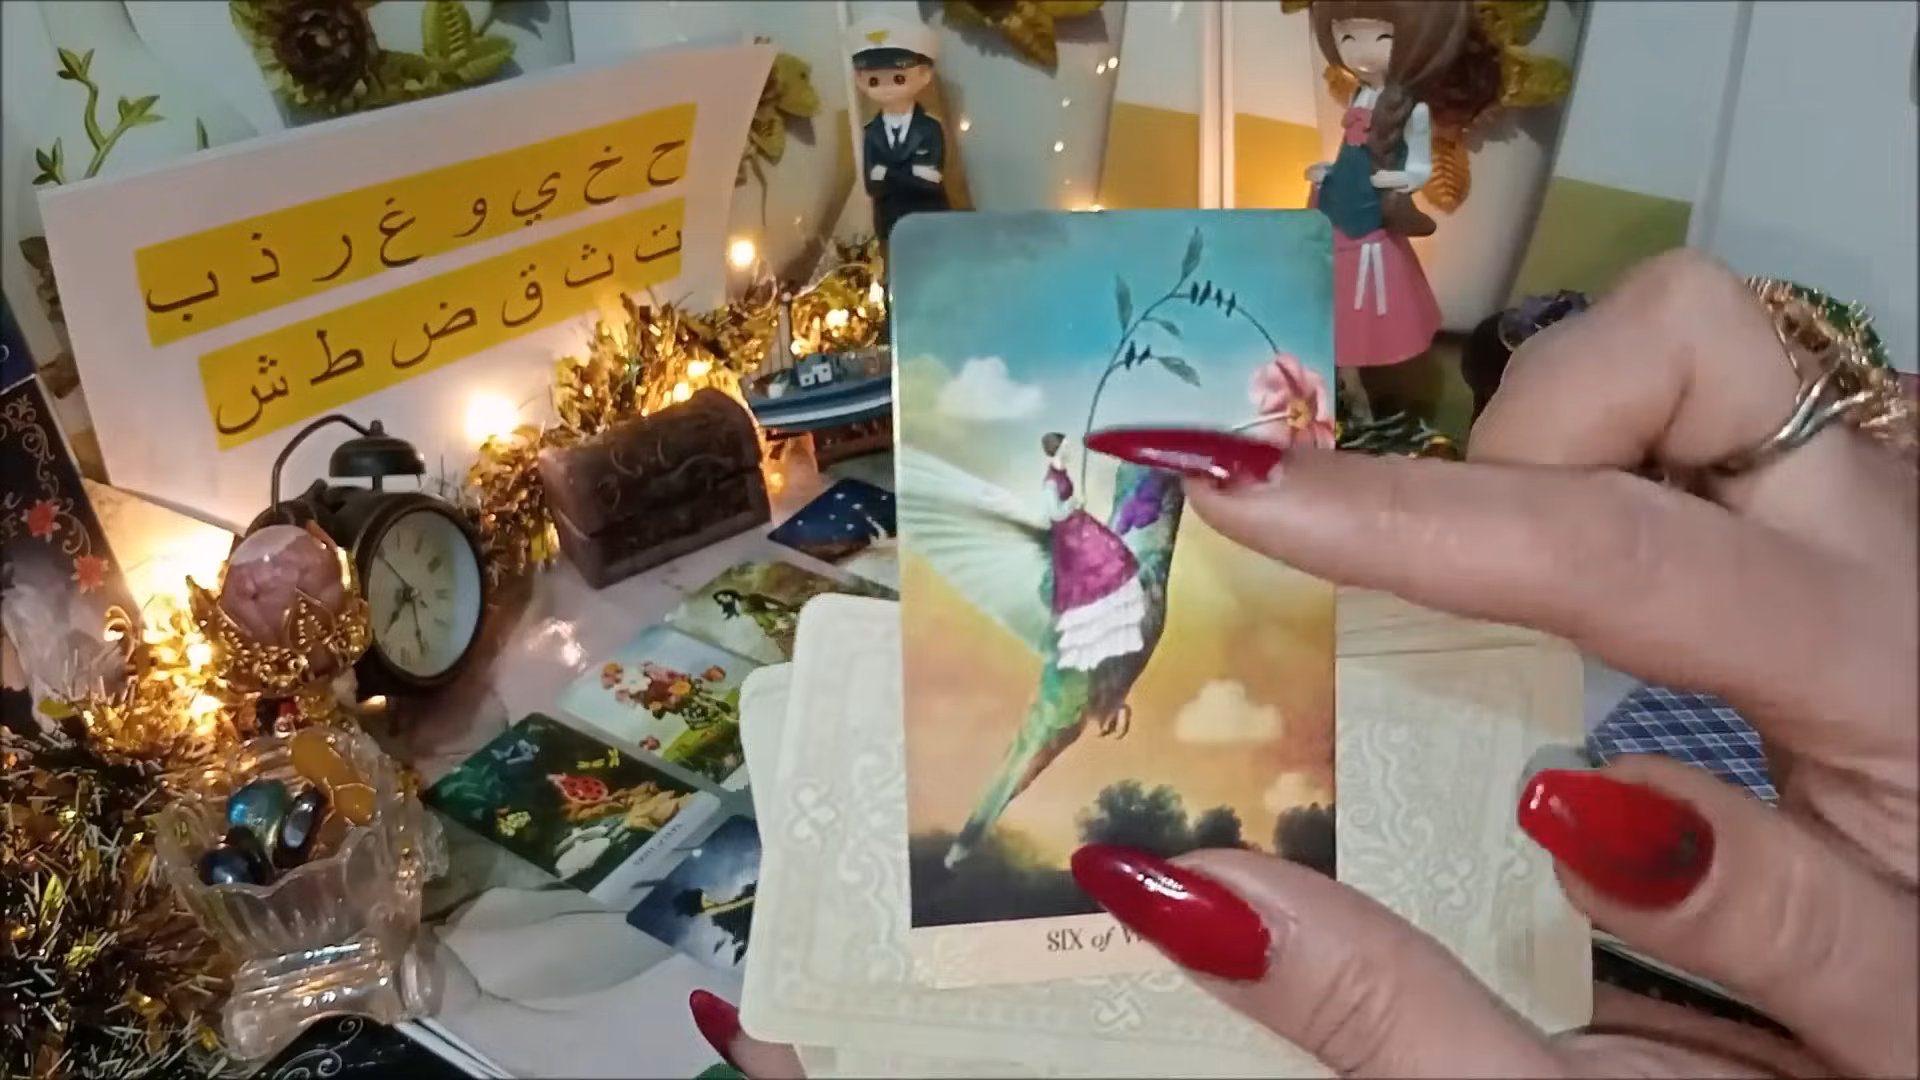 ح خ ي و غ ر ذ ب
ت ث ق ض ط ش
SIX of